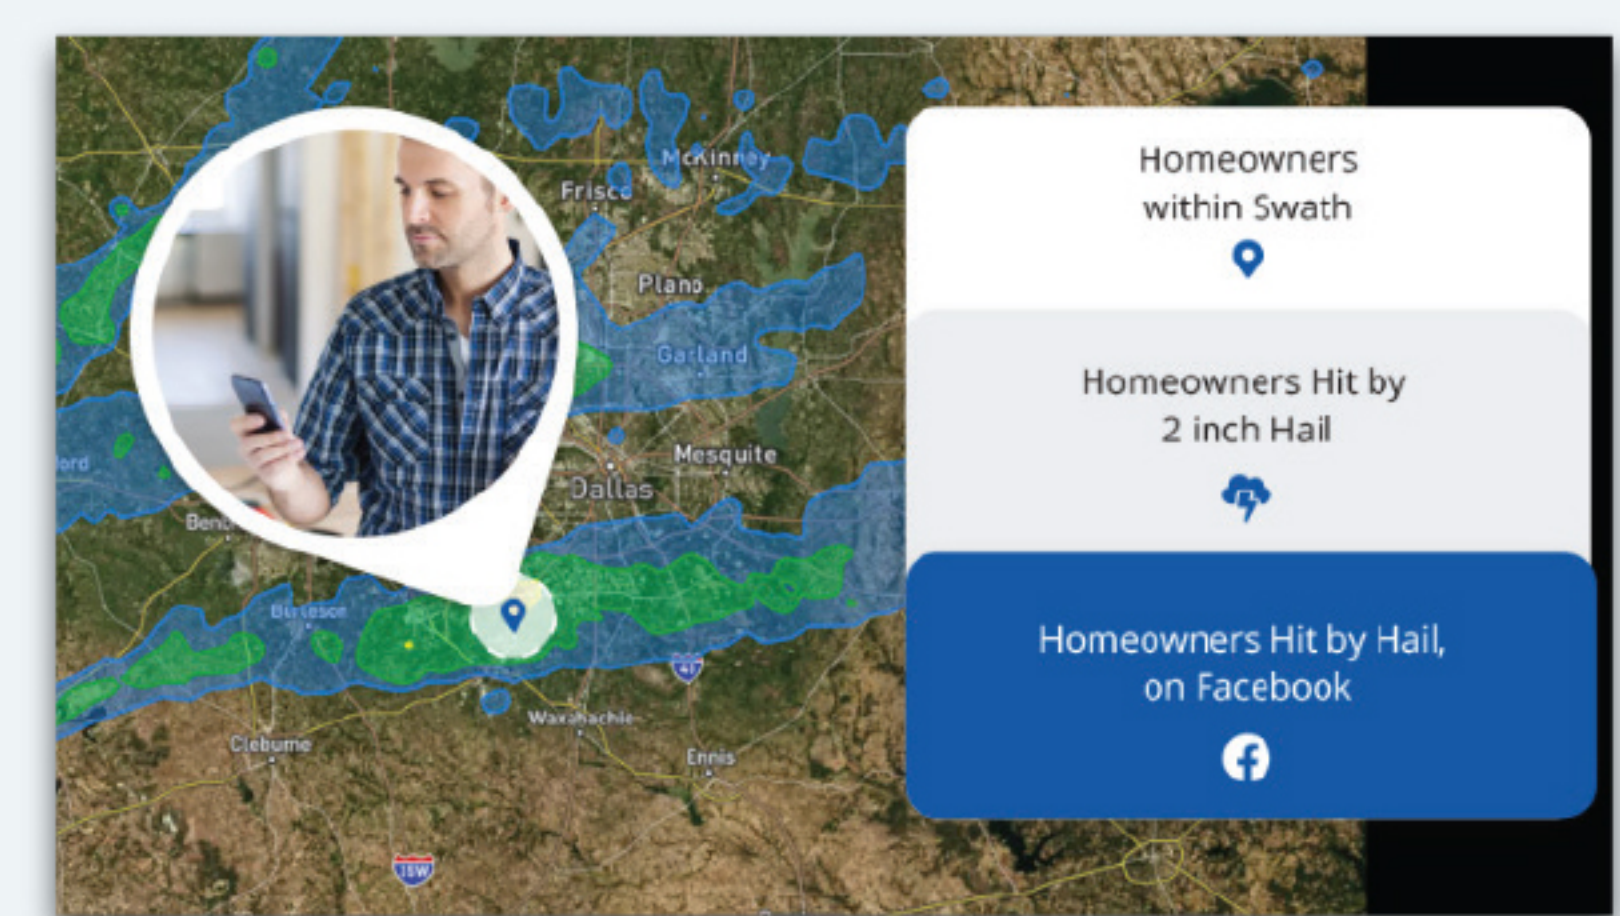 McKinney
Frisco
Plano
Garland
Mesquite
Dallas
Burleson
Waxahachie
Cleburne
Ennis
Homeowners
within Swath
Homeowners Hit by
2 inch Hail
Homeowners Hit by Hail,
on Facebook